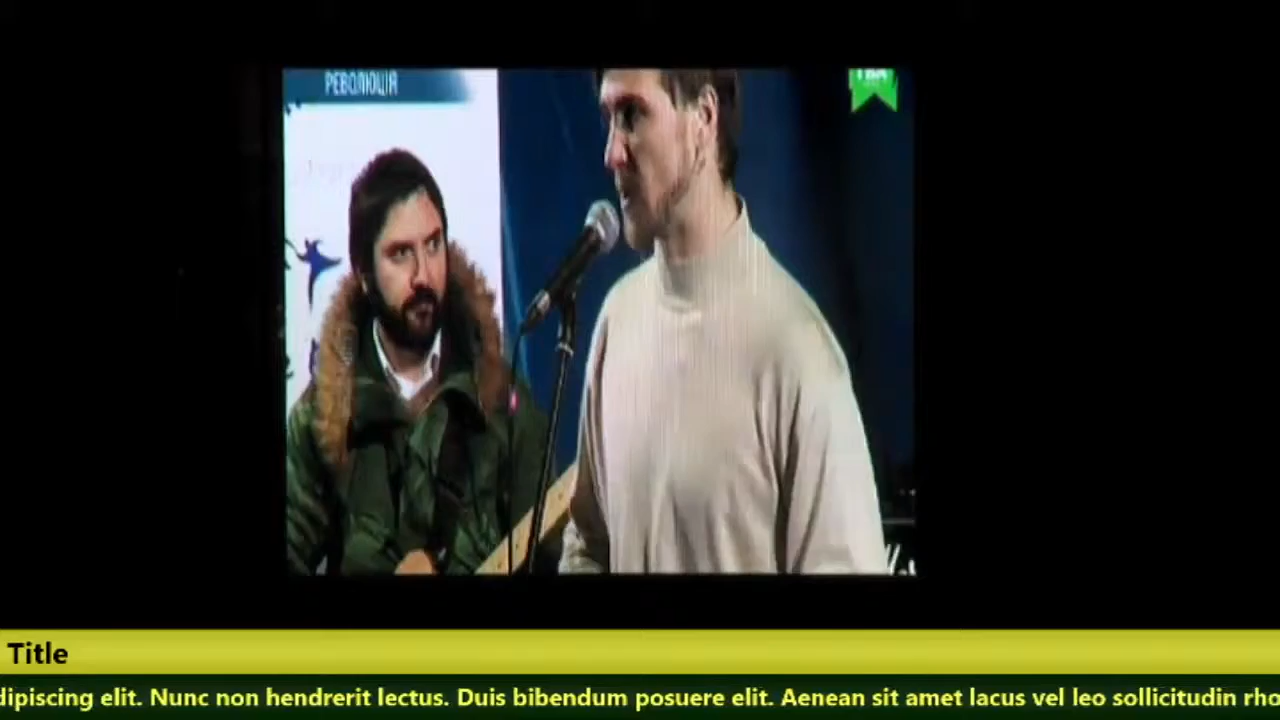 РЕВОЛЮЦІЯ
Title
dipiscing elit. Nunc non hendrerit lectus. Duis bibendum posuere elit. Aenean sit amet lacus vel leo sollicitudin rho